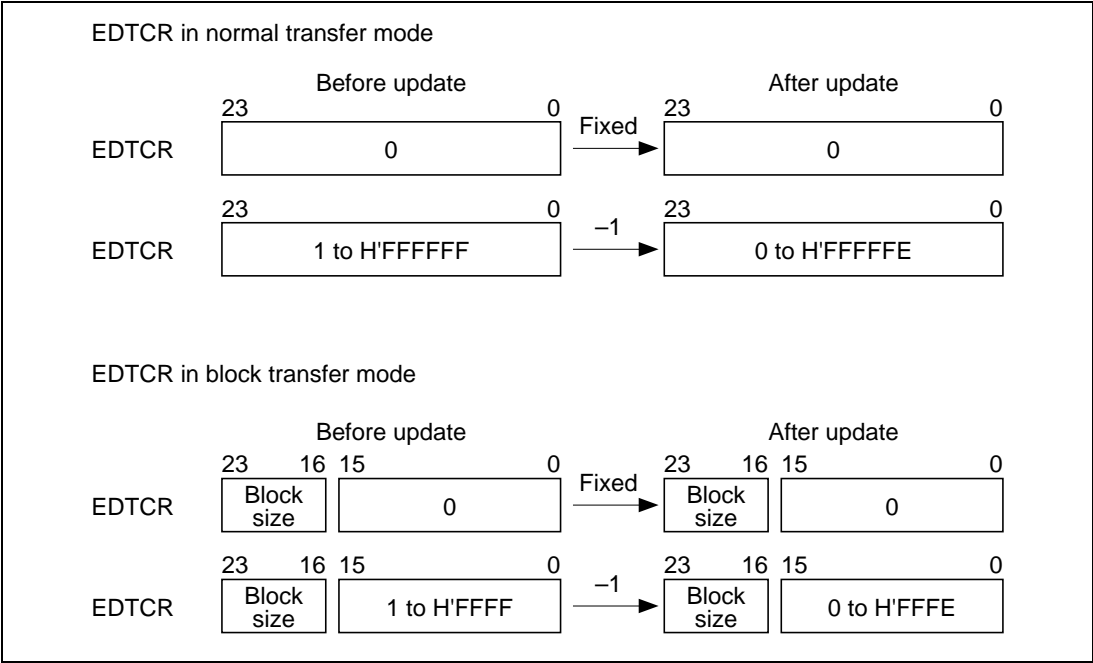 EDTCR in normal transfer mode
Before update After update
23 0 Fixed 23 0
EDTCR 0 0
23 0 –1 23 0
EDTCR 1 to H'FFFFFF 0 to H'FFFFFE
EDTCR in block transfer mode
Before update After update
23 16 15 0 Fixed 23 16 15 0
EDTCR Block size 0 Block size 0
23 16 15 0 –1 23 16 15 0
EDTCR Block size 1 to H'FFFF Block size 0 to H'FFFE